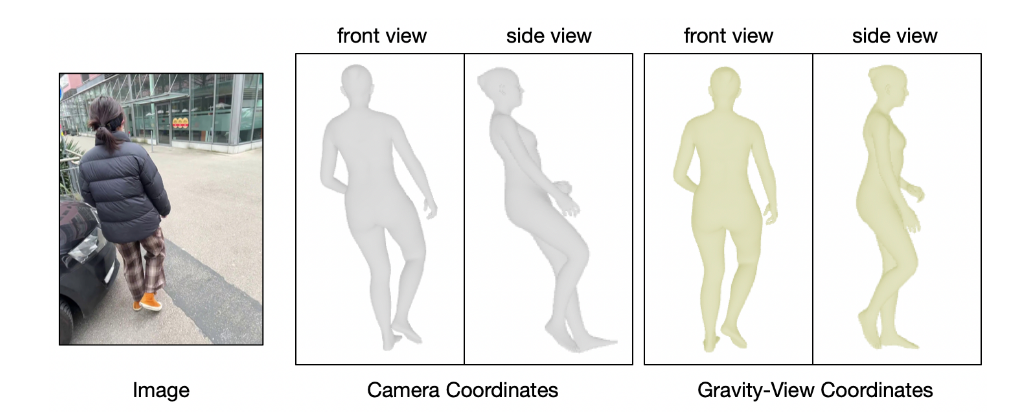 front view
side view
front view
side view
Image
Camera Coordinates
Gravity-View Coordinates